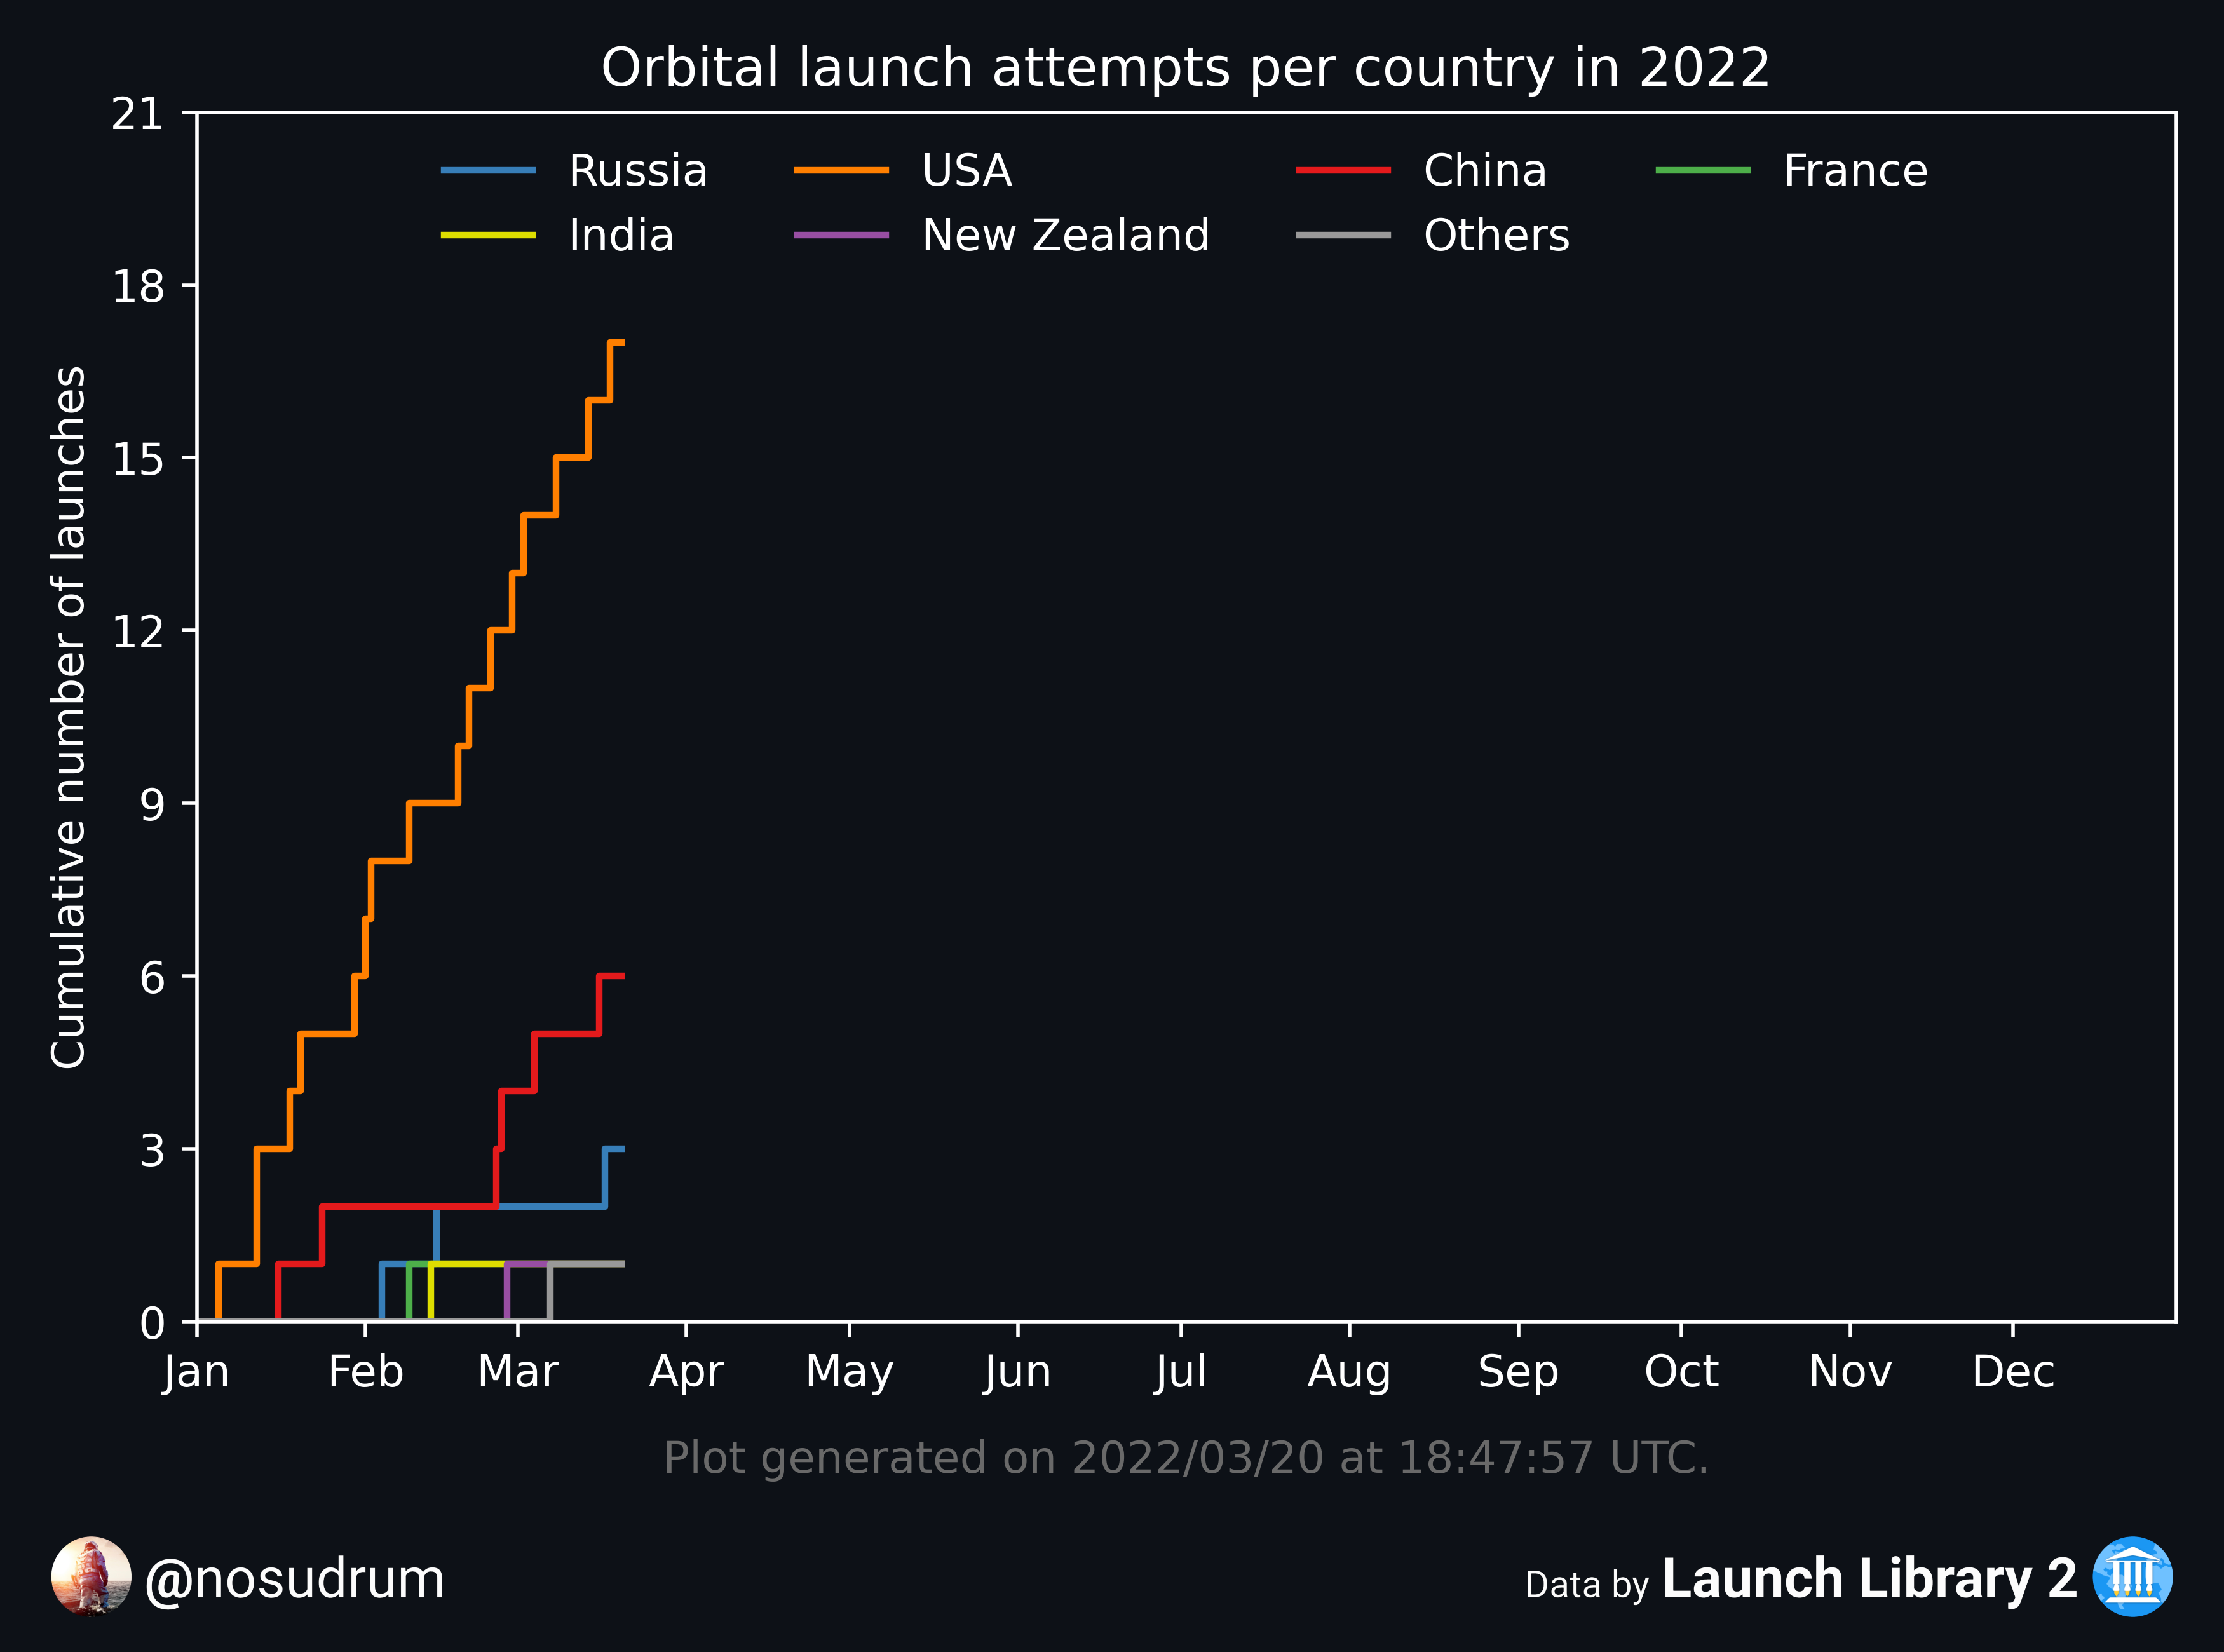 Orbital launch attempts per country in 2022
21
Russia USA China France
India New Zealand Others
18
15
12
9
6
3
0
Cumulative number of launches
Jan Feb Mar Apr May Jun Jul Aug Sep Oct Nov Dec
Plot generated on 2022/03/20 at 18:47:57 UTC.
@nosudrum
Data by Launch Library 2